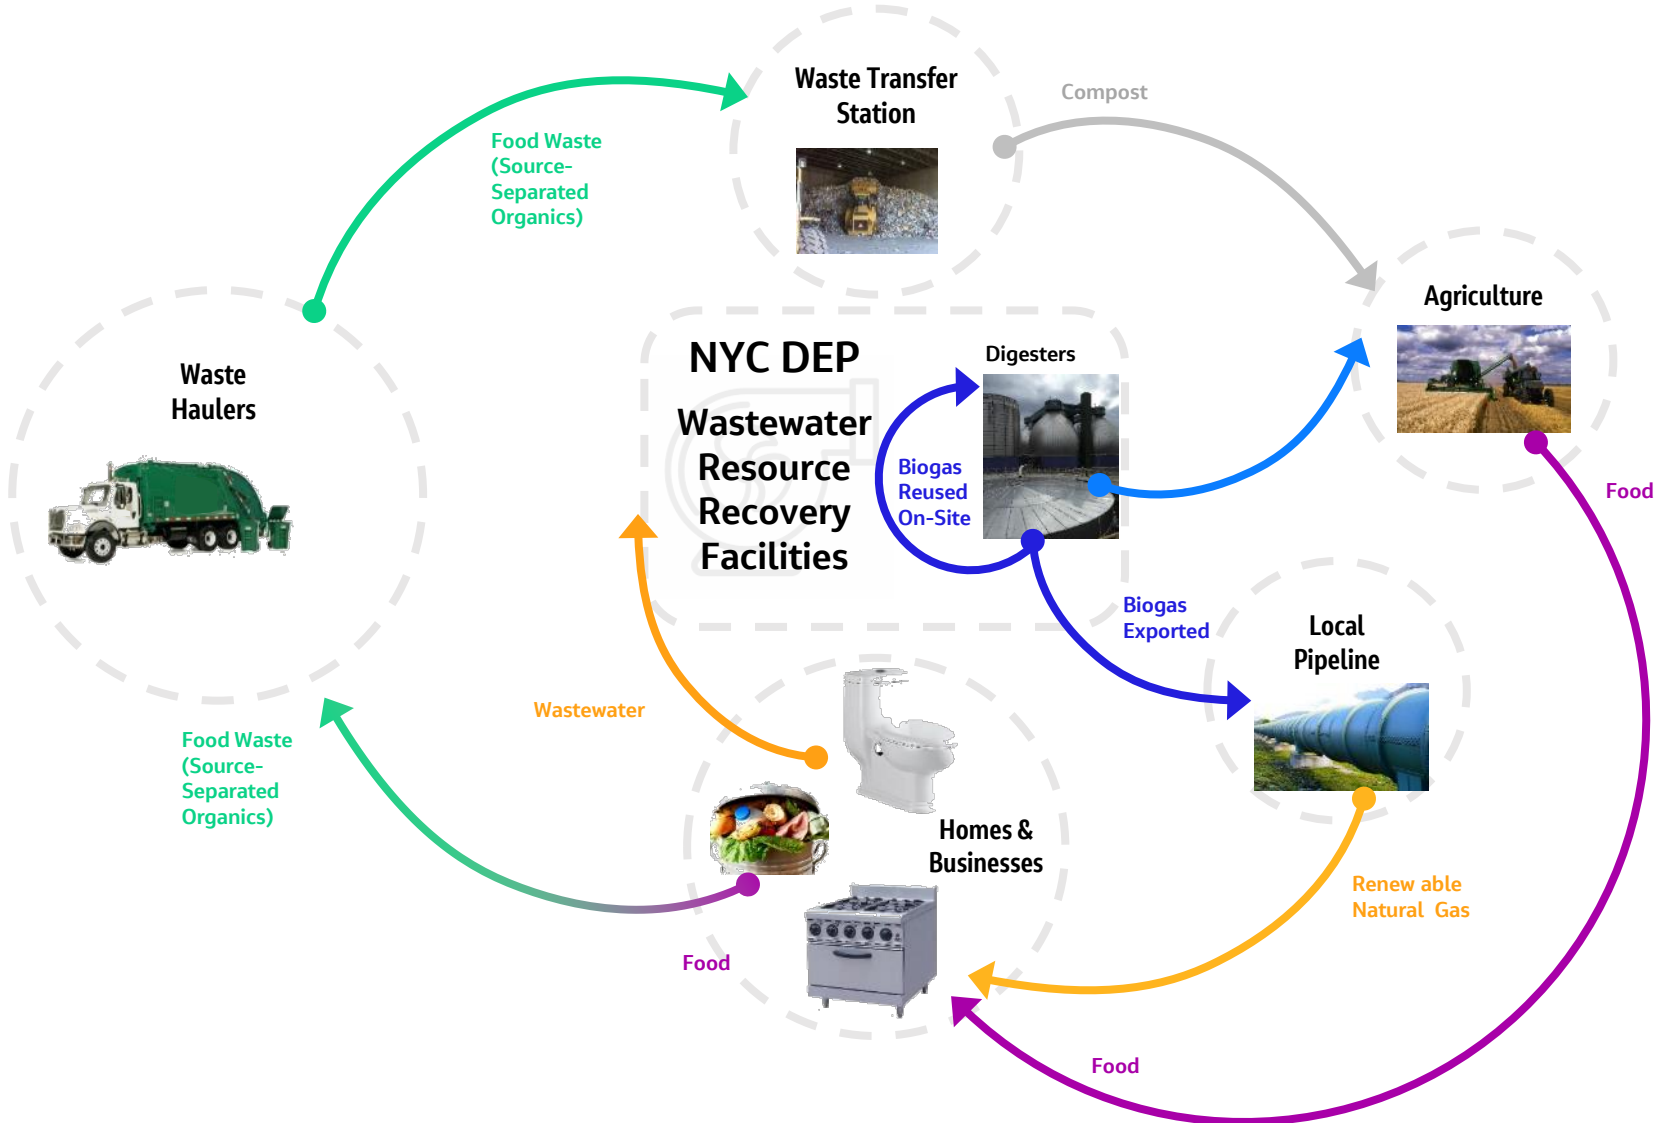 Waste Transfer
Station
Compost
Food Waste
(Source-
Separated
Organics)
Agriculture
Waste
Haulers
NYC DEP
Wastewater
Resource
Recovery
Facilities
Digesters
Biogas
Reused
On-Site
Food
Biogas
Exported
Local
Pipeline
Wastewater
Food Waste
(Source-
Separated
Organics)
Homes &
Businesses
Renew able
Natural Gas
Food
Food